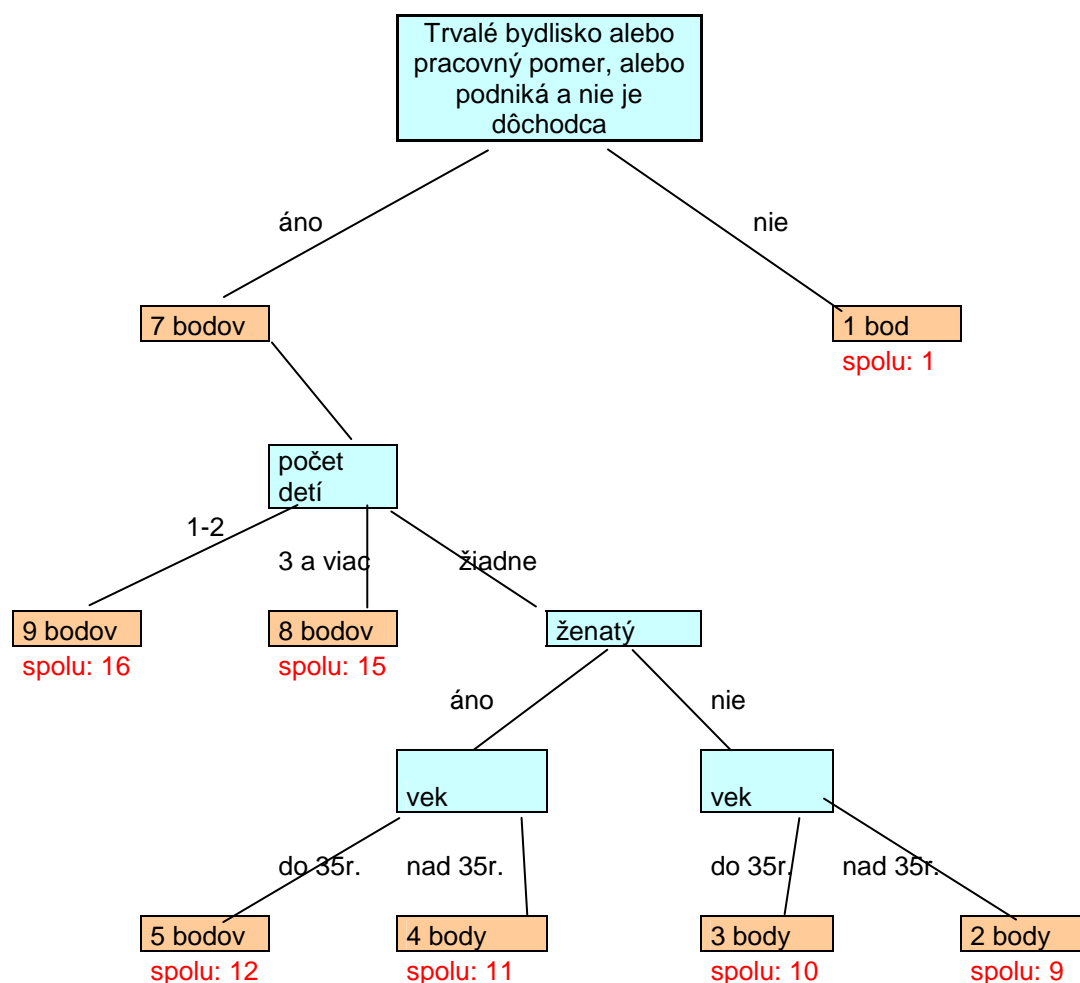 Trvalé bydlisko alebo
pracovný pomer, alebo
podniká a nie je
dôchodca
áno
nie
7 bodov
1 bod
spolu: 1
počet
detí
1-2
3 a viac
žiadne
9 bodov
8 bodov
ženatý
spolu: 16
spolu: 15
áno
nie
vek
vek
do 35r.
nad 35r.
do 35r.
nad 35r.
5 bodov
4 body
3 body
2 body
spolu: 12
spolu: 11
spolu: 10
spolu: 9